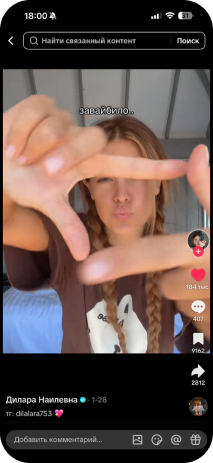 18:00
31
Найти связанный контент
Поиск
завайбило..
184 тыс.
407
9162
2812
Дилара Наилевна · 1-28
тг: dilalara753 💖
Добавить комментарий...